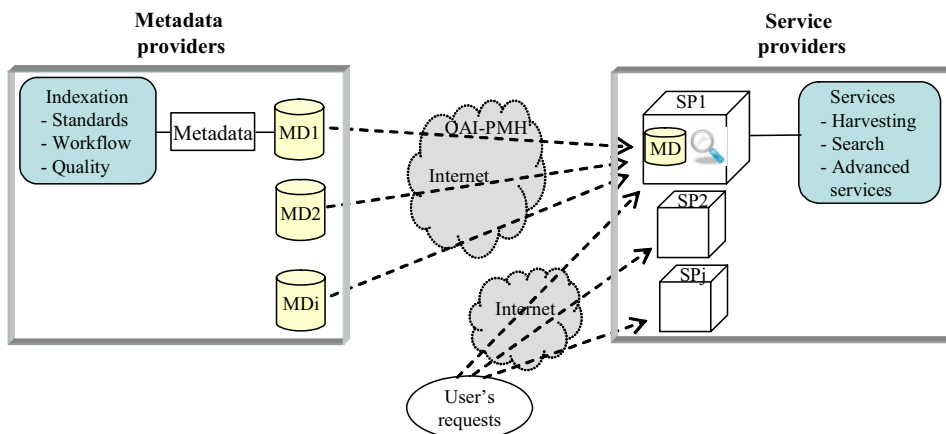 Metadata
providers
Service
providers
Indexation
- Standards
- Workflow
- Quality
Metadata
MD1
MD2
MDi
OAI-PMH
Internet
SP1
MD
SP2
SPj
Services
- Harvesting
- Search
- Advanced
services
Internet
User's
requests